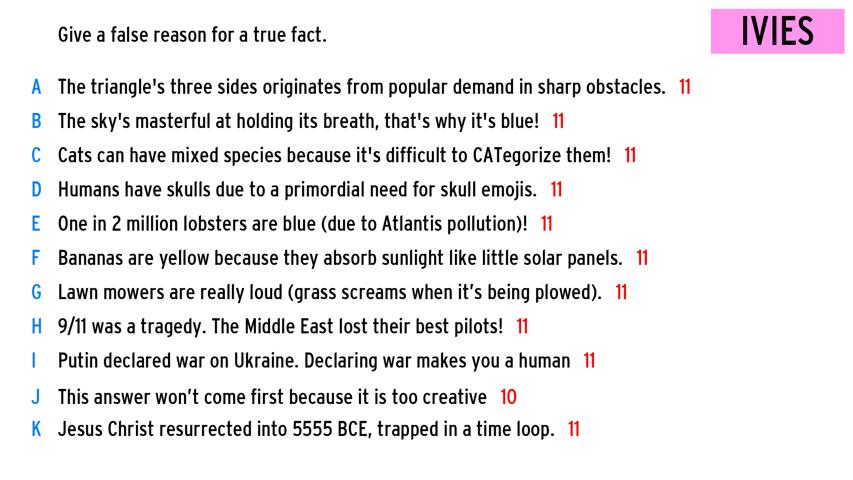 Give a false reason for a true fact.
IVIES
A The triangle's three sides originates from popular demand in sharp obstacles. 11
B The sky's masterful at holding its breath, that's why it's blue! 11
C Cats can have mixed species because it's difficult to CATegorize them! 11
D Humans have skulls due to a primordial need for skull emojis. 11
E One in 2 million lobsters are blue (due to Atlantis pollution)! 11
F Bananas are yellow because they absorb sunlight like little solar panels. 11
G Lawn mowers are really loud (grass screams when it’s being plowed). 11
H 9/11 was a tragedy. The Middle East lost their best pilots! 11
I Putin declared war on Ukraine. Declaring war makes you a human 11
J This answer won’t come first because it is too creative 10
K Jesus Christ resurrected into 5555 BCE, trapped in a time loop. 11